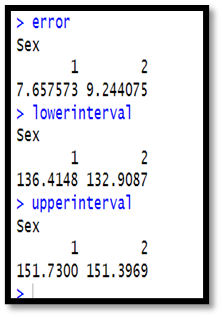 > error
Sex
1 2
7.657573 9.244075
> lowerinterval
Sex
1 2
136.4148 132.9087
> upperinterval
Sex
1 2
151.7300 151.3969
>